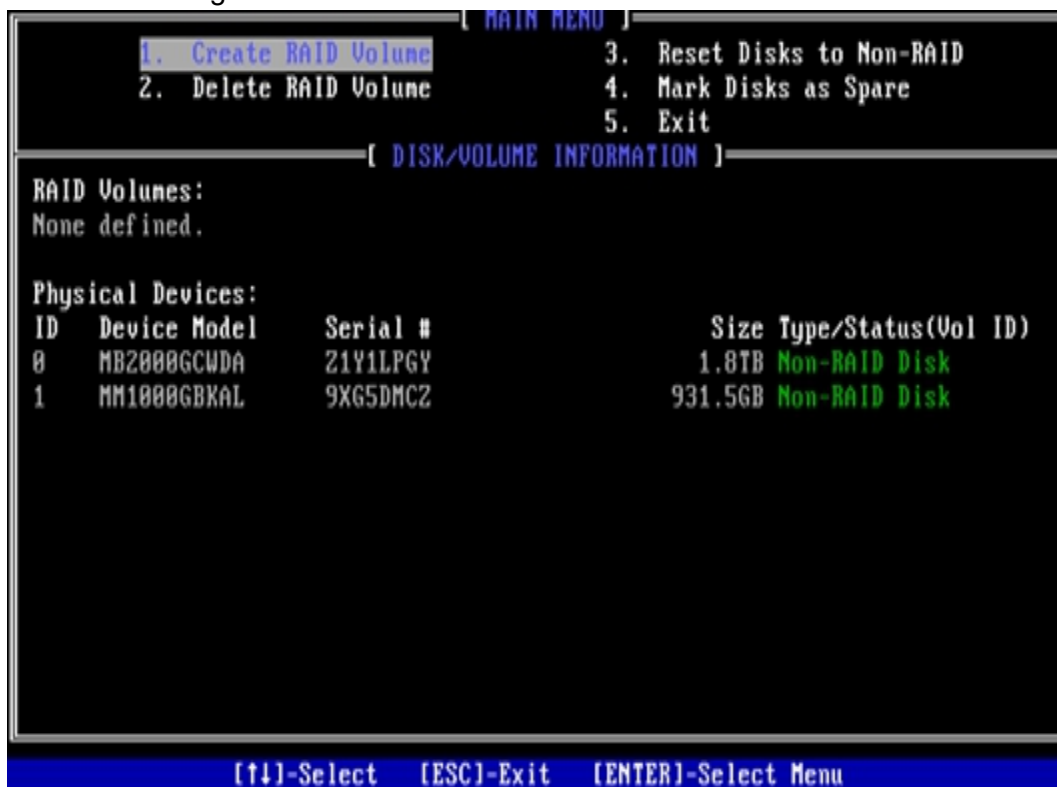 [ MAIN MENU ]
1. Create RAID Volume
2. Delete RAID Volume
3. Reset Disks to Non-RAID
4. Mark Disks as Spare
5. Exit
[ DISK/VOLUME INFORMATION ]
RAID Volumes:
None defined.
Physical Devices:
ID Device Model Serial # Size Type/Status(Vol ID)
0 MB2000GCWDA Z1Y1LPGY 1.8TB Non-RAID Disk
1 MM1000GBKAL 9XG5DMCZ 931.5GB Non-RAID Disk
[↑↓]-Select [ESC]-Exit [ENTER]-Select Menu